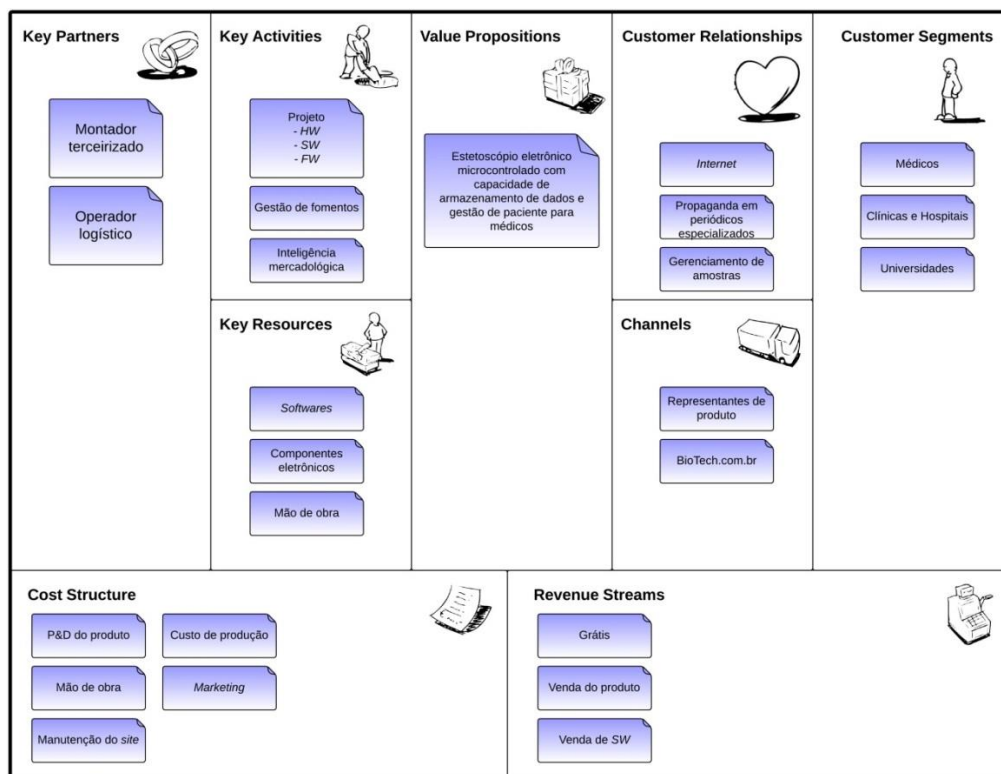 Key Partners
Montador
terceirizado
Operador
logístico
Key Activities
Projeto
- HW
- SW
- FW
Gestão de fomentos
Inteligência
mercadológica
Key Resources
Softwares
Componentes
eletrônicos
Mão de obra
Value Propositions
Estetoscópio eletrônico
microcontrolado com
capacidade de
armazenamento de dados e
gestão de paciente para
médicos
Customer Relationships
Internet
Propaganda em
periódicos
especializados
Gerenciamento de
amostras
Channels
Representantes de
produto
BioTech.com.br
Customer Segments
Médicos
Clínicas e Hospitais
Universidades
Cost Structure
P&D do produto
Custo de produção
Mão de obra
Marketing
Manutenção do site
Revenue Streams
Grátis
Venda do produto
Venda de SW